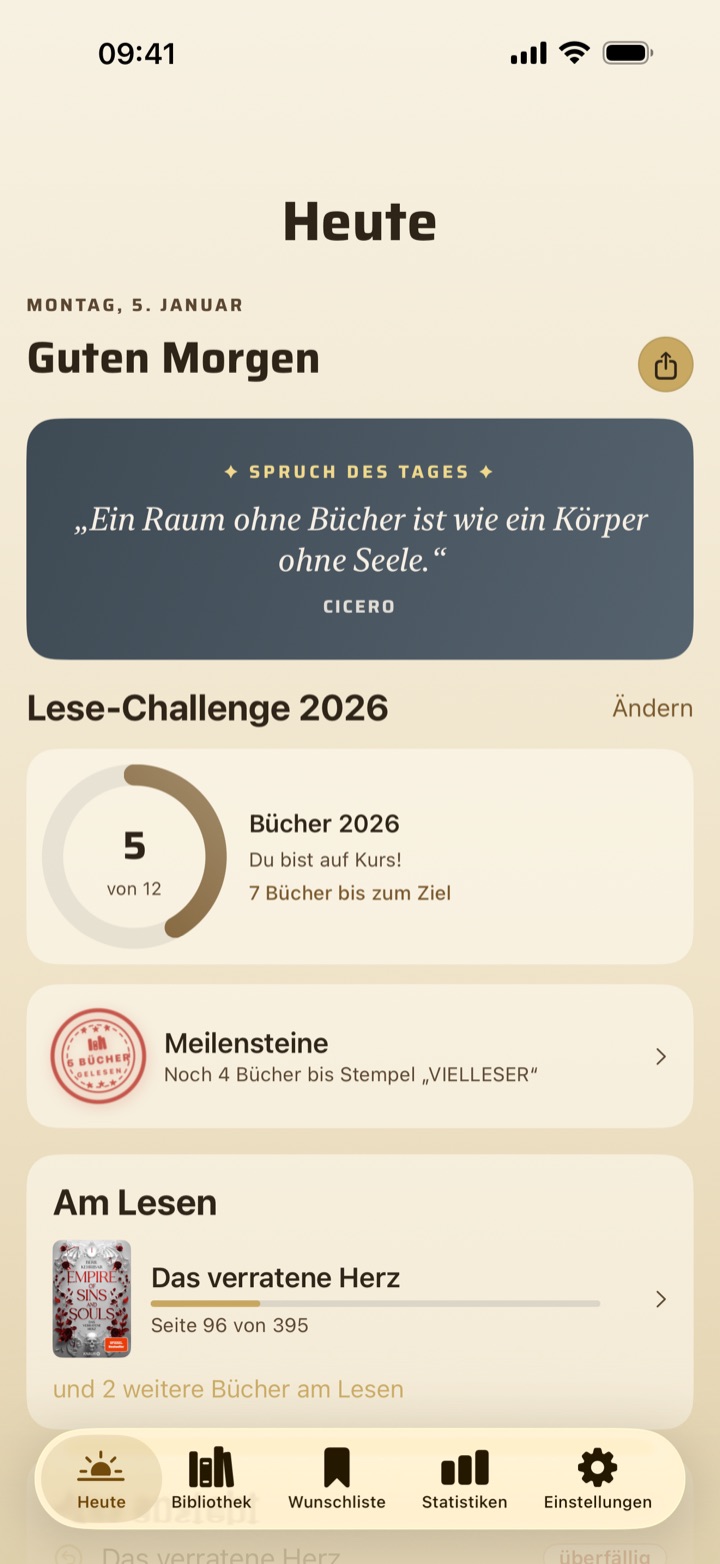 09:41
Heute
MONTAG, 5. JANUAR
Guten Morgen
✦ SPRUCH DES TAGES ✦
„Ein Raum ohne Bücher ist wie ein Körper
ohne Seele.“
CICERO
Lese-Challenge 2026
Ändern
5
von 12
Bücher 2026
Du bist auf Kurs!
7 Bücher bis zum Ziel
5 BÜCHER
GELESEN
Meilensteine
Noch 4 Bücher bis Stempel „VIELLESER“
Am Lesen
EMPIRE
OF
SINS
AND
SOULS
Das verratene Herz
Seite 96 von 395
und 2 weitere Bücher am Lesen
Heute
Bibliothek
Wunschliste
Statistiken
Einstellungen
Das verratene Herz
überfällig